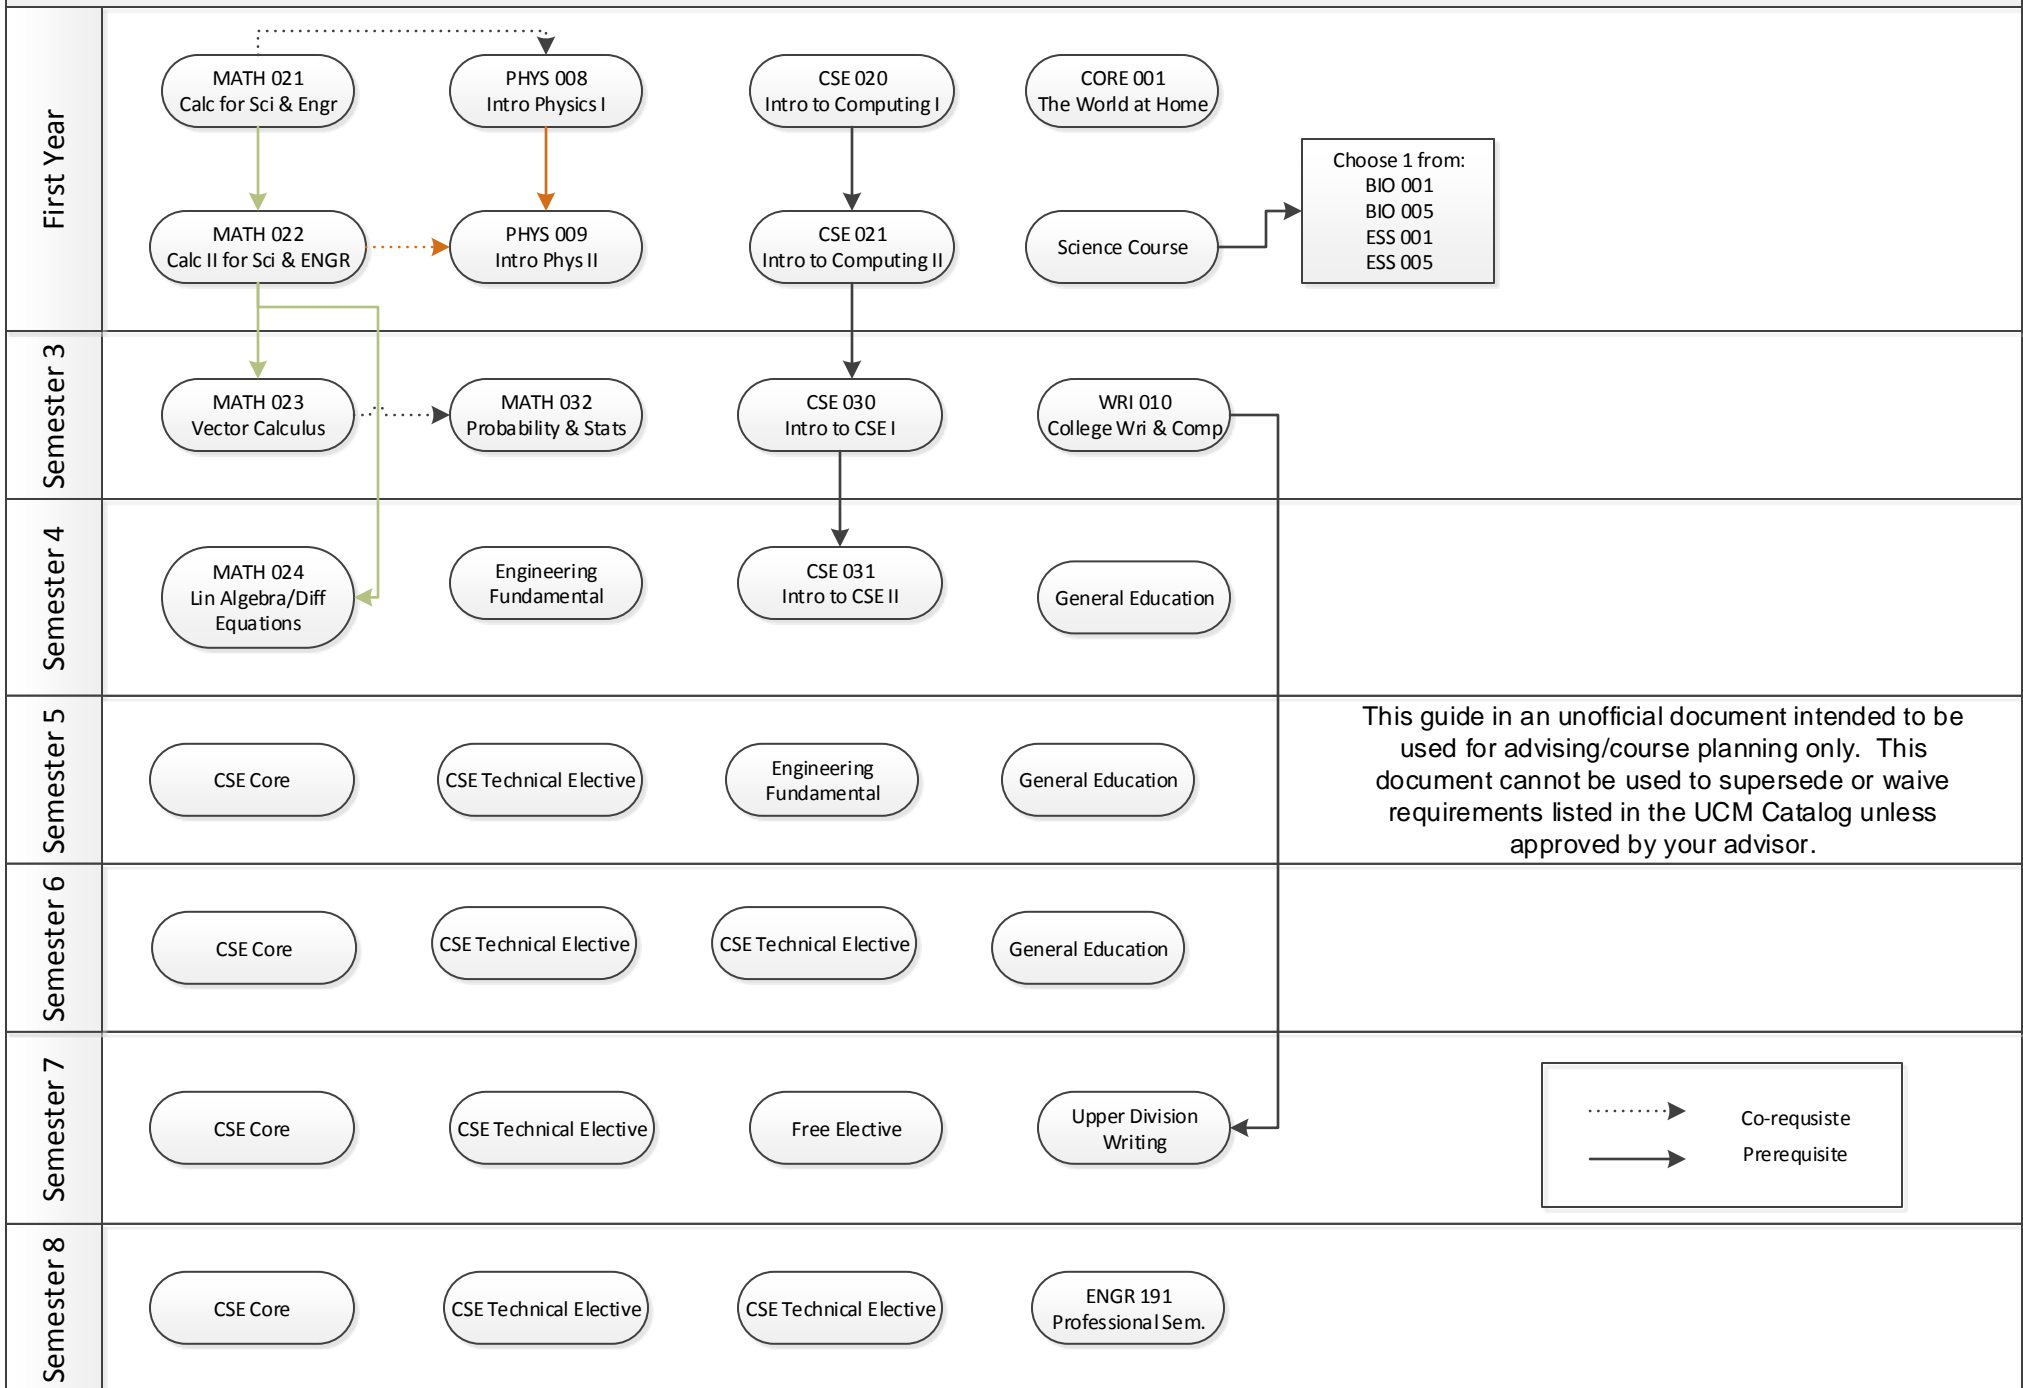 First Year
MATH 021
Calc for Sci & Engr
PHYS 008
Intro Physics I
CSE 020
Intro to Computing I
CORE 001
The World at Home
MATH 022
Calc II for Sci & ENGR
PHYS 009
Intro Phys II
CSE 021
Intro to Computing II
Science Course
Choose 1 from:
BIO 001
BIO 005
ESS 001
ESS 005
Semester 3
MATH 023
Vector Calculus
MATH 032
Probability & Stats
CSE 030
Intro to CSE I
WRI 010
College Wri & Comp
Semester 4
MATH 024
Lin Algebra/Diff
Equations
Engineering
Fundamental
CSE 031
Intro to CSE II
General Education
Semester 5
CSE Core
CSE Technical Elective
Engineering
Fundamental
General Education
This guide in an unofficial document intended to be
used for advising/course planning only.  This
document cannot be used to supersede or waive
requirements listed in the UCM Catalog unless
approved by your advisor.
Semester 6
CSE Core
CSE Technical Elective
CSE Technical Elective
General Education
Semester 7
CSE Core
CSE Technical Elective
Free Elective
Upper Division
Writing
Co-requsiste
Prerequisite
Semester 8
CSE Core
CSE Technical Elective
CSE Technical Elective
ENGR 191
Professional Sem.